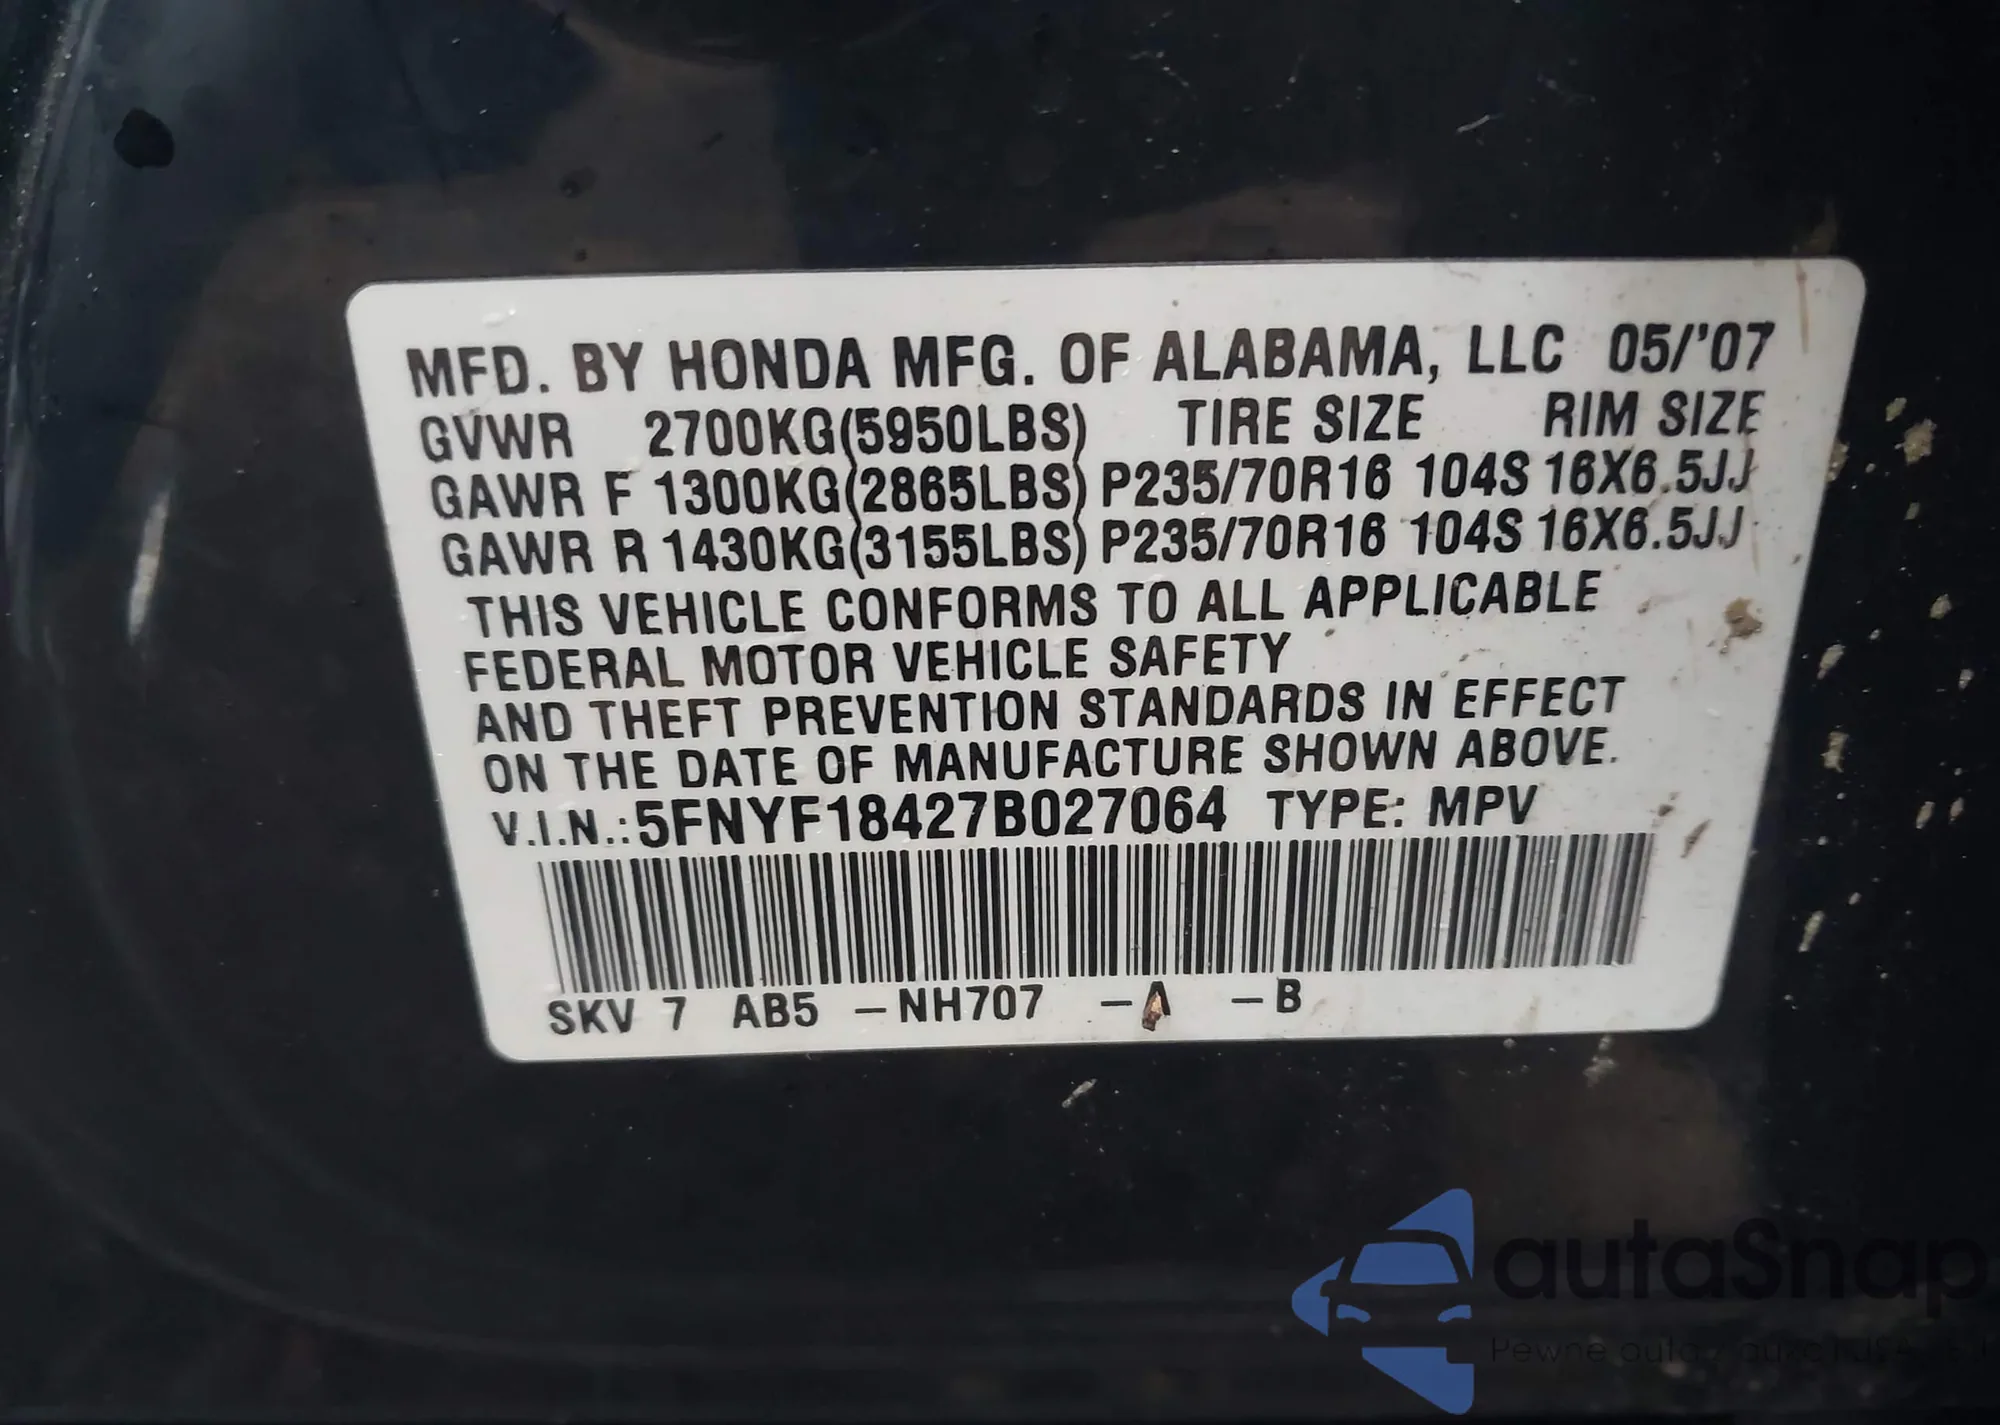 MFD. BY HONDA MFG. OF ALABAMA, LLC 05/'07
GVWR 2700KG(5950LBS) TIRE SIZE RIM SIZE
GAWR F 1300KG(2865LBS) P235/70R16 104S 16X6.5JJ
GAWR R 1430KG(3155LBS) P235/70R16 104S 16X6.5JJ
THIS VEHICLE CONFORMS TO ALL APPLICABLE
FEDERAL MOTOR VEHICLE SAFETY
AND THEFT PREVENTION STANDARDS IN EFFECT
ON THE DATE OF MANUFACTURE SHOWN ABOVE.
V.I.N.: 5FNYF18427B027064 TYPE: MPV
SKV 7 AB5 -NH707 -A -B
autaSnap
Pewne auta